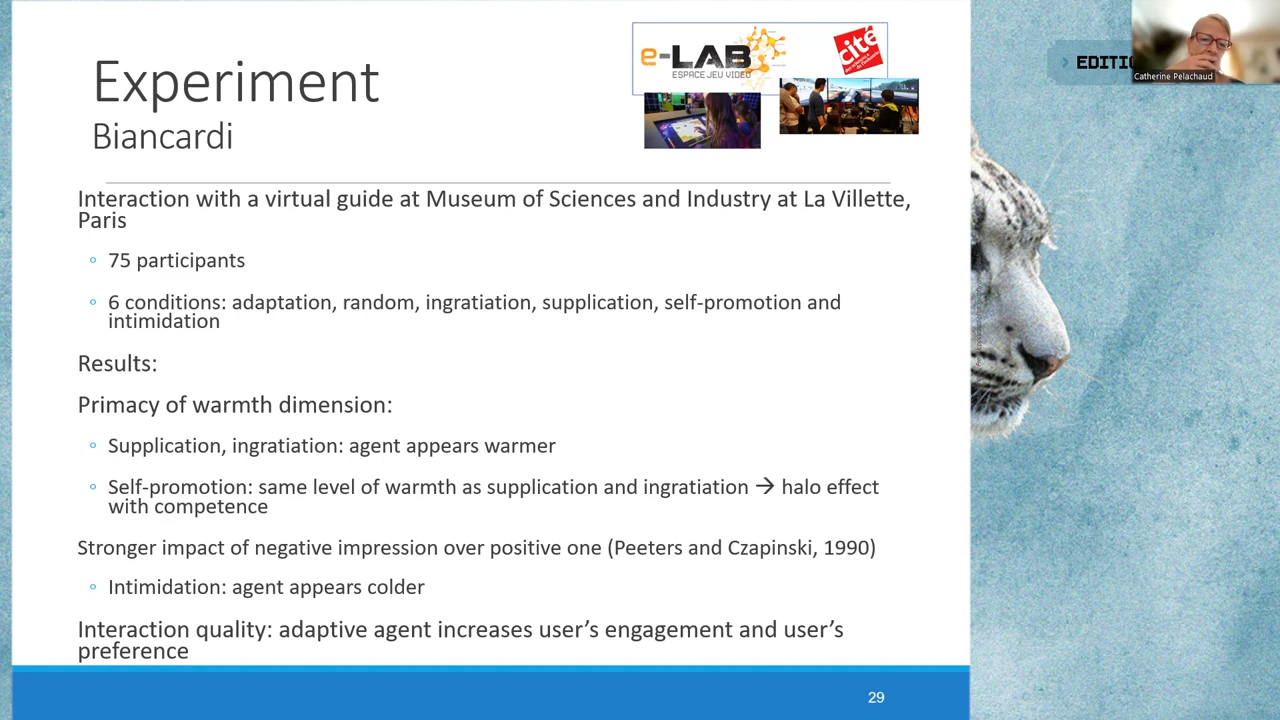 Experiment
Biancardi
e-LAB
ESPACE JEU VIDÉO
cité
EDITIO
Catherine Pelachaud
Interaction with a virtual guide at Museum of Sciences and Industry at La Villette,
Paris
75 participants
6 conditions: adaptation, random, ingratiation, supplication, self-promotion and
intimidation
Results:
Primacy of warmth dimension:
Supplication, ingratiation: agent appears warmer
Self-promotion: same level of warmth as supplication and ingratiation → halo effect
with competence
Stronger impact of negative impression over positive one (Peeters and Czapinski, 1990)
Intimidation: agent appears colder
Interaction quality: adaptive agent increases user’s engagement and user’s
preference
29